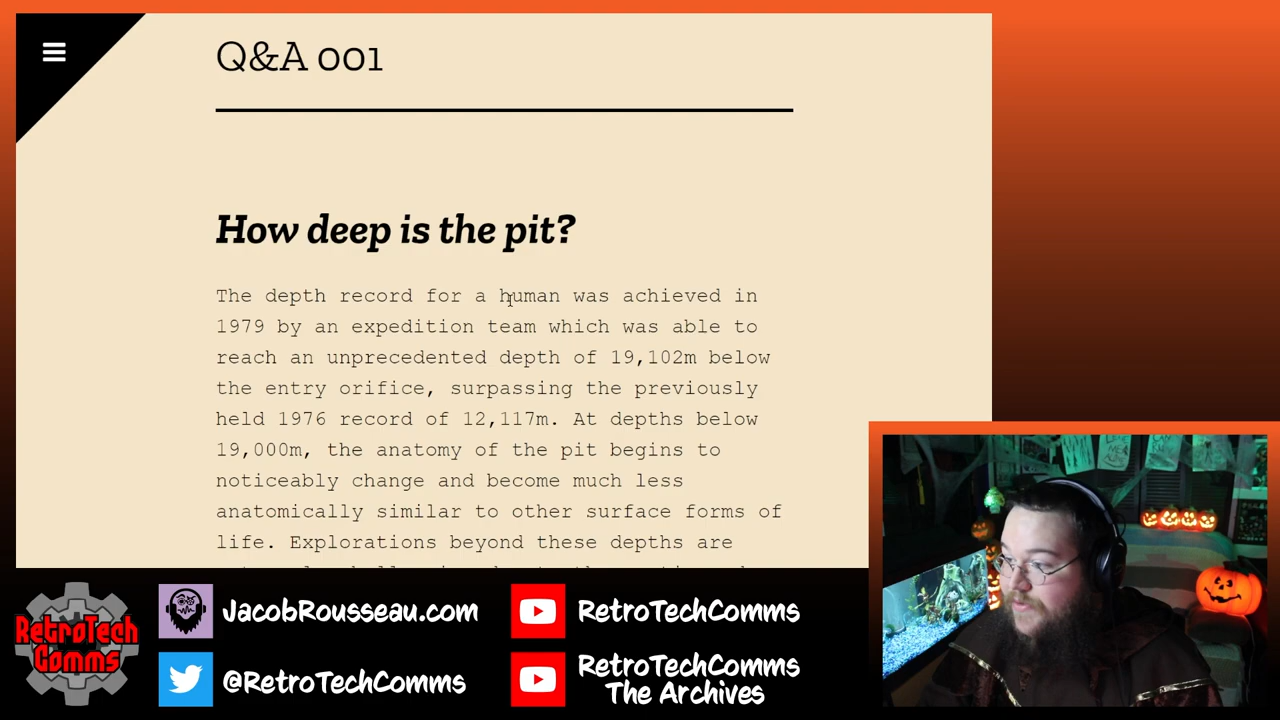 Q&A 001
How deep is the pit?
The depth record for a human was achieved in
1979 by an expedition team which was able to
reach an unprecedented depth of 19,102m below
the entry orifice, surpassing the previously
held 1976 record of 12,117m. At depths below
19,000m, the anatomy of the pit begins to
noticeably change and become much less
anatomically similar to other surface forms of
life. Explorations beyond these depths are
RetroTech
Comms
JacobRousseau.com
@RetroTechComms
RetroTechComms
RetroTechComms
The Archives